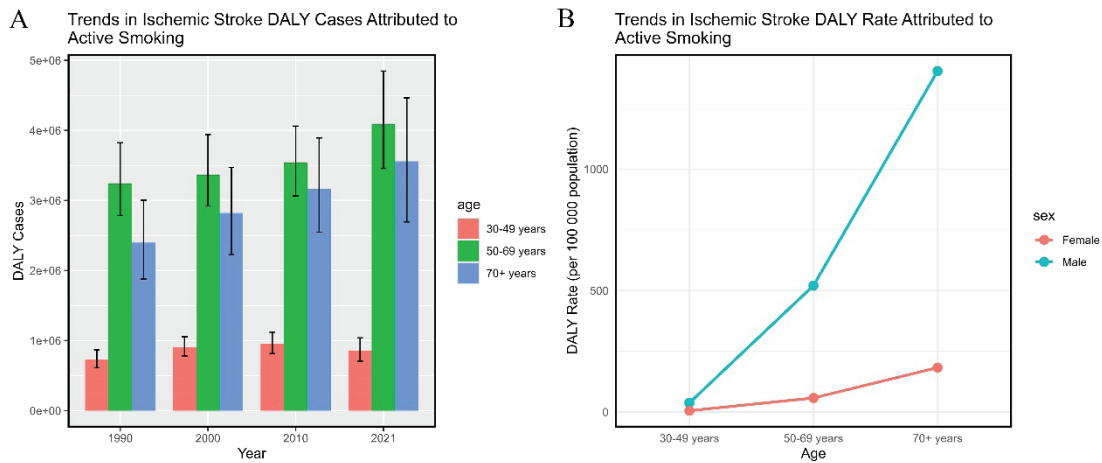 A
Trends in Ischemic Stroke DALY Cases Attributed to
Active Smoking
5e+06
4e+06
3e+06
2e+06
1e+06
0e+00
DALY Cases
1990
2000
2010
2021
Year
age
30-49 years
50-69 years
70+ years
B
Trends in Ischemic Stroke DALY Rate Attributed to
Active Smoking
1000
500
0
DALY Rate (per 100 000 population)
30-49 years
50-69 years
70+ years
Age
sex
Female
Male